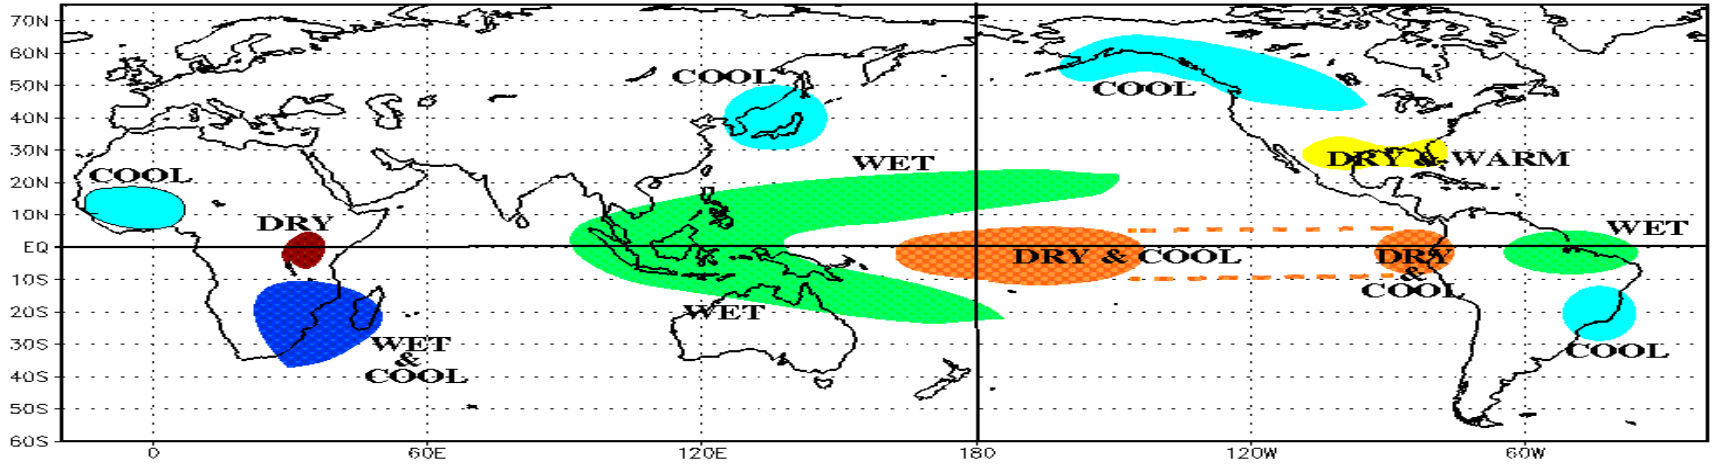 70N
60N
50N
40N
30N
20N
10N
EQ
10S
20S
30S
40S
50S
60S
COOL
COOL
COOL
WET
DRY & WARM
DRY
WET
DRY & COOL
DRY
&
COOL
WET
WET
&
COOL
COOL
0
60E
120E
180
120W
60W